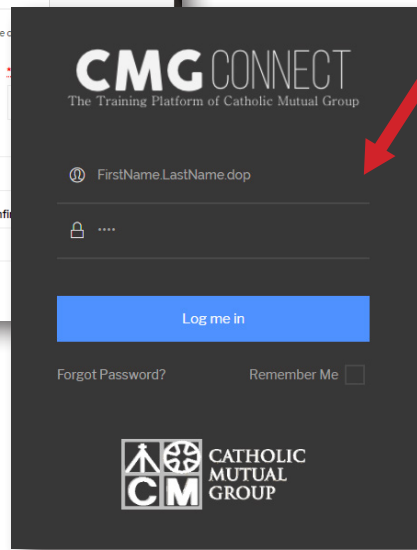 CMG CONNECT
The Training Platform of Catholic Mutual Group
FirstName.LastName.dop
····
Log me in
Forgot Password?
Remember Me
CM
CATHOLIC
MUTUAL
GROUP